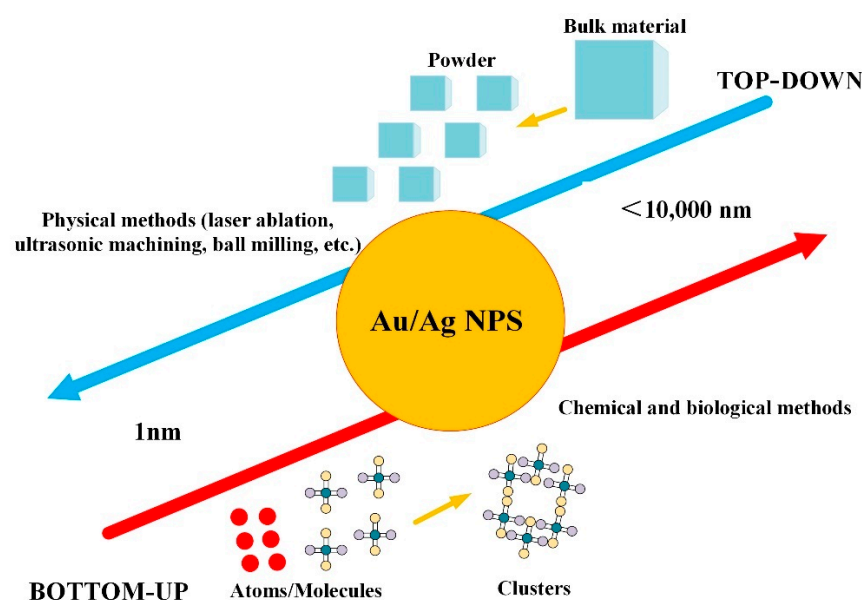 Bulk material
Powder
TOP-DOWN
Physical methods (laser ablation,
ultrasonic machining, ball milling, etc.)
<10,000 nm
Au/Ag NPS
1nm
Chemical and biological methods
BOTTOM-UP
Atoms/Molecules
Clusters